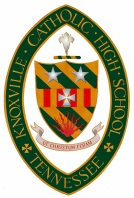 KNOXVILLE · CATHOLIC · HIGH · SCHOOL
TENNESSEE